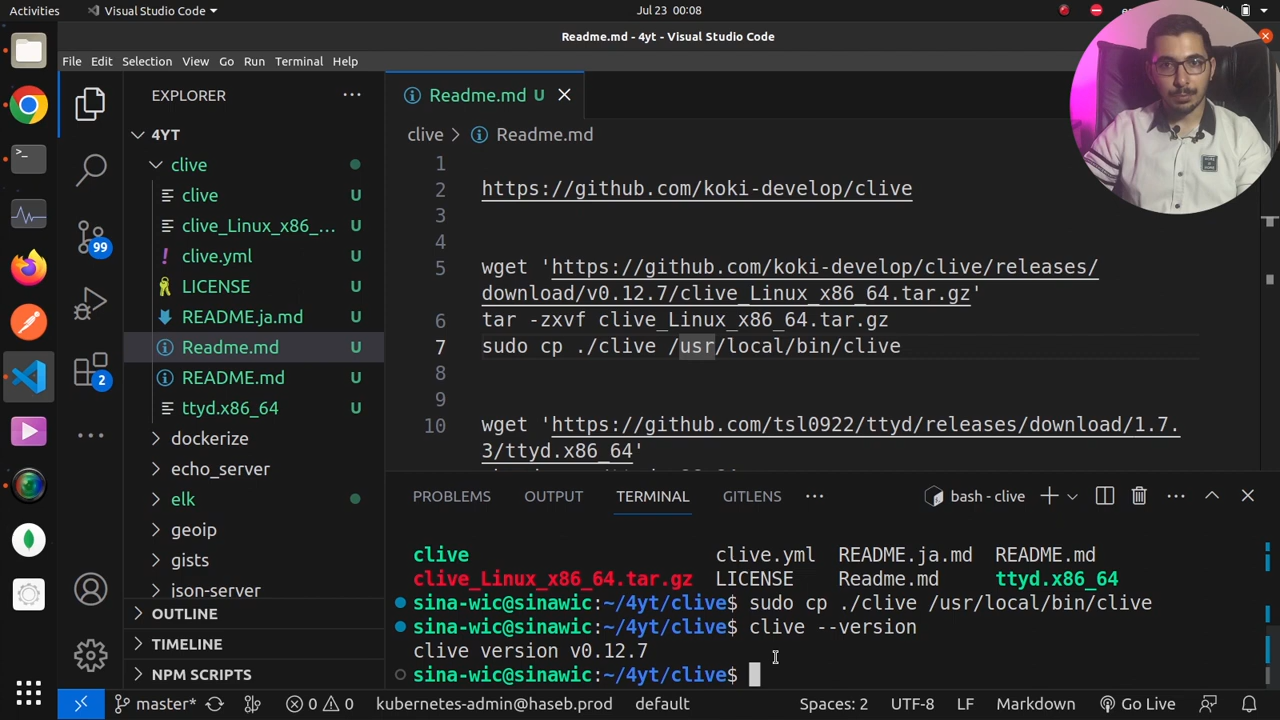 Activities
Visual Studio Code
Jul 23 00:08
Readme.md - 4yt - Visual Studio Code
File Edit Selection View Go Run Terminal Help
EXPLORER
4YT
clive
clive U
clive_Linux_x86_... U
clive.yml U
LICENSE U
README.ja.md U
Readme.md U
README.md U
ttyd.x86_64 U
dockerize
echo_server
elk
geoip
gists
json-server
OUTLINE
TIMELINE
NPM SCRIPTS
99
2
Readme.md U
clive > Readme.md
1
2 https://github.com/koki-develop/clive
3
4
5 wget 'https://github.com/koki-develop/clive/releases/
download/v0.12.7/clive_Linux_x86_64.tar.gz'
6 tar -zxvf clive_Linux_x86_64.tar.gz
7 sudo cp ./clive /usr/local/bin/clive
8
9
10 wget 'https://github.com/tsl0922/ttyd/releases/download/1.7.
3/ttyd.x86_64'
PROBLEMS OUTPUT TERMINAL GITLENS
bash - clive
clive clive.yml README.ja.md README.md
clive_Linux_x86_64.tar.gz LICENSE Readme.md ttyd.x86_64
sina-wic@sinawic:~/4yt/clive$ sudo cp ./clive /usr/local/bin/clive
sina-wic@sinawic:~/4yt/clive$ clive --version
clive version v0.12.7
sina-wic@sinawic:~/4yt/clive$
master* 0 0 kubernetes-admin@haseb.prod default Spaces: 2 UTF-8 LF Markdown Go Live